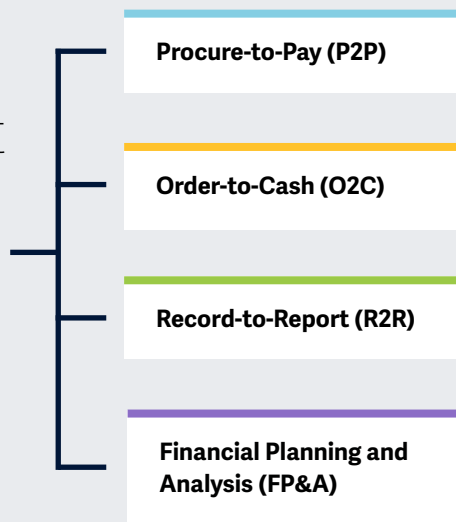 Procure-to-Pay (P2P)
Order-to-Cash (O2C)
Record-to-Report (R2R)
Financial Planning and
Analysis (FP&A)